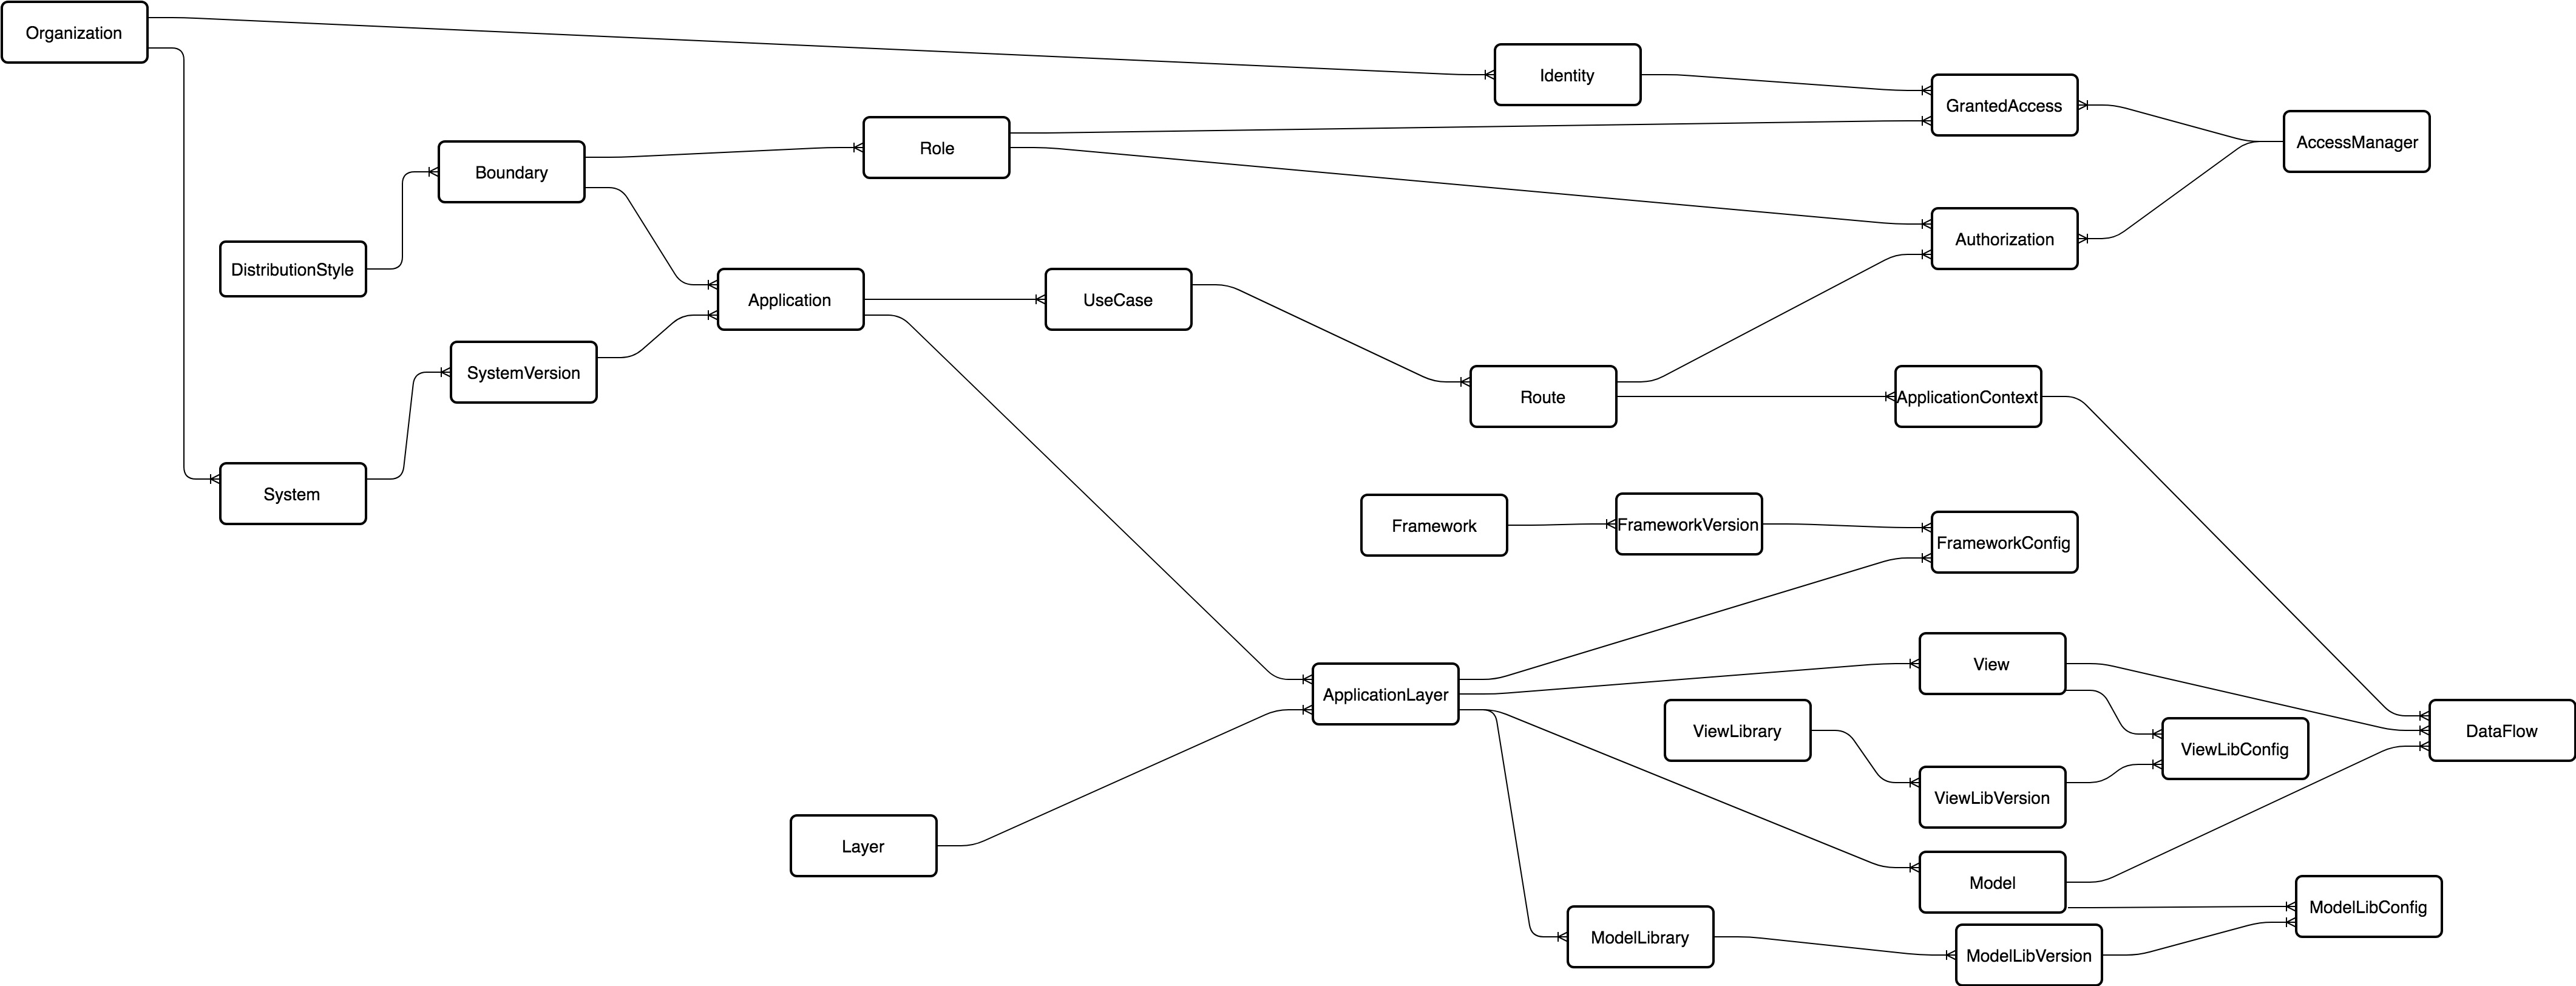 Organization
Identity
GrantedAccess
AccessManager
Role
Boundary
Authorization
DistributionStyle
Application
UseCase
SystemVersion
Route
ApplicationContext
System
Framework
FrameworkVersion
FrameworkConfig
View
ApplicationLayer
ViewLibrary
DataFlow
ViewLibConfig
ViewLibVersion
Layer
Model
ModelLibConfig
ModelLibrary
ModelLibVersion